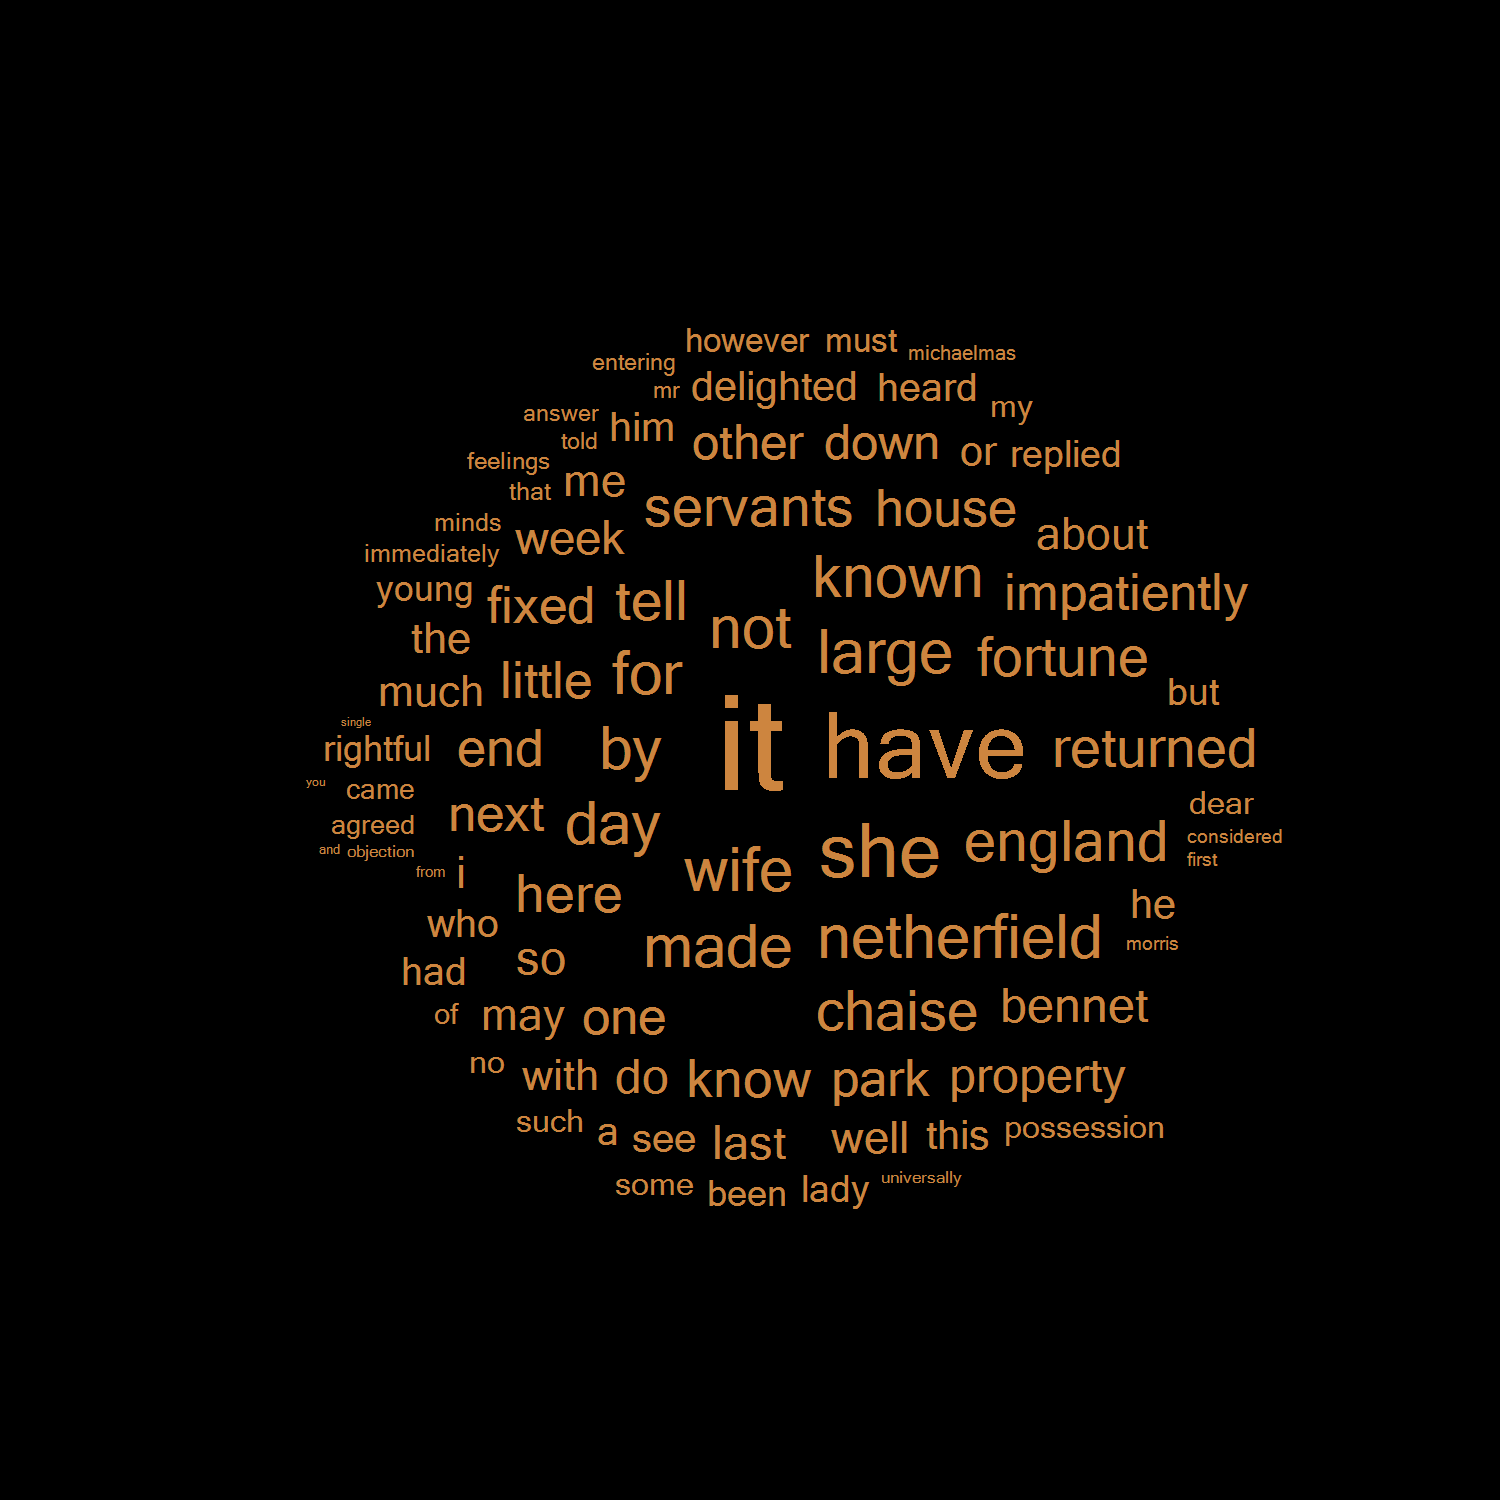 however must michaelmas
entering
mr delighted heard
my
answer him
told other down or replied
feelings
that me servants house
minds week about
immediately known impatiently
young fixed tell
the not large fortune
much little for but
single
rightful end by it have returned
you came dear
agreed next day she england considered
and objection first
from i here wife he
who so made netherfield morris
had
of may one chaise bennet
no with do know park property
such a see last well this possession
some been lady universally